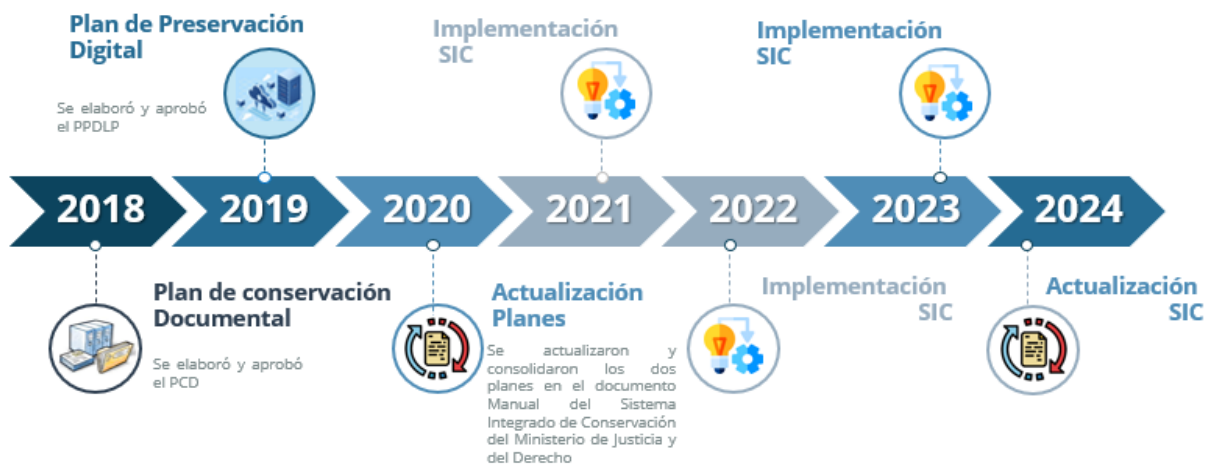 Plan de Preservación
Digital
Se elaboró y aprobó
el PPDLP
Implementación
SIC
Implementación
SIC
2018
2019
2020
2021
2022
2023
2024
Plan de conservación
Documental
Se elaboró y aprobó
el PCD
Actualización
Planes
Se actualizaron y
consolidaron los dos
planes en el documento
Manual del Sistema
Integrado de Conservación
del Ministerio de Justicia y
del Derecho
Implementación
SIC
Actualización
SIC